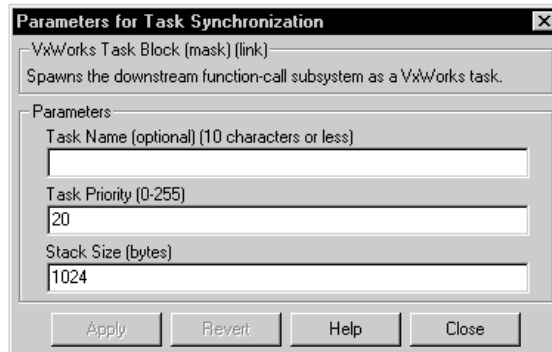 Parameters for Task Synchronization
VxWorks Task Block (mask) (link)
Spawns the downstream function-call subsystem as a VxWorks task.
Parameters
Task Name (optional) (10 characters or less)
Task Priority (0-255)
20
Stack Size (bytes)
1024
Apply Revert Help Close